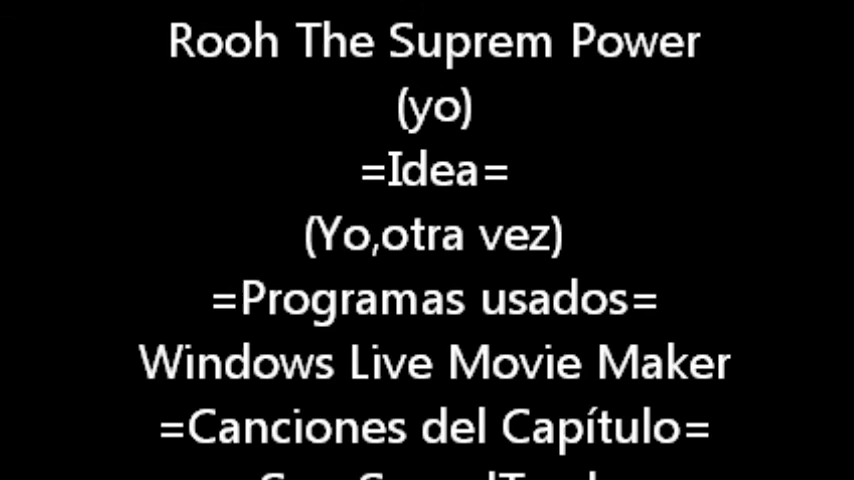 Rooh The Suprem Power
(yo)
=Idea=
(Yo,otra vez)
=Programas usados=
Windows Live Movie Maker
=Canciones del Capítulo=